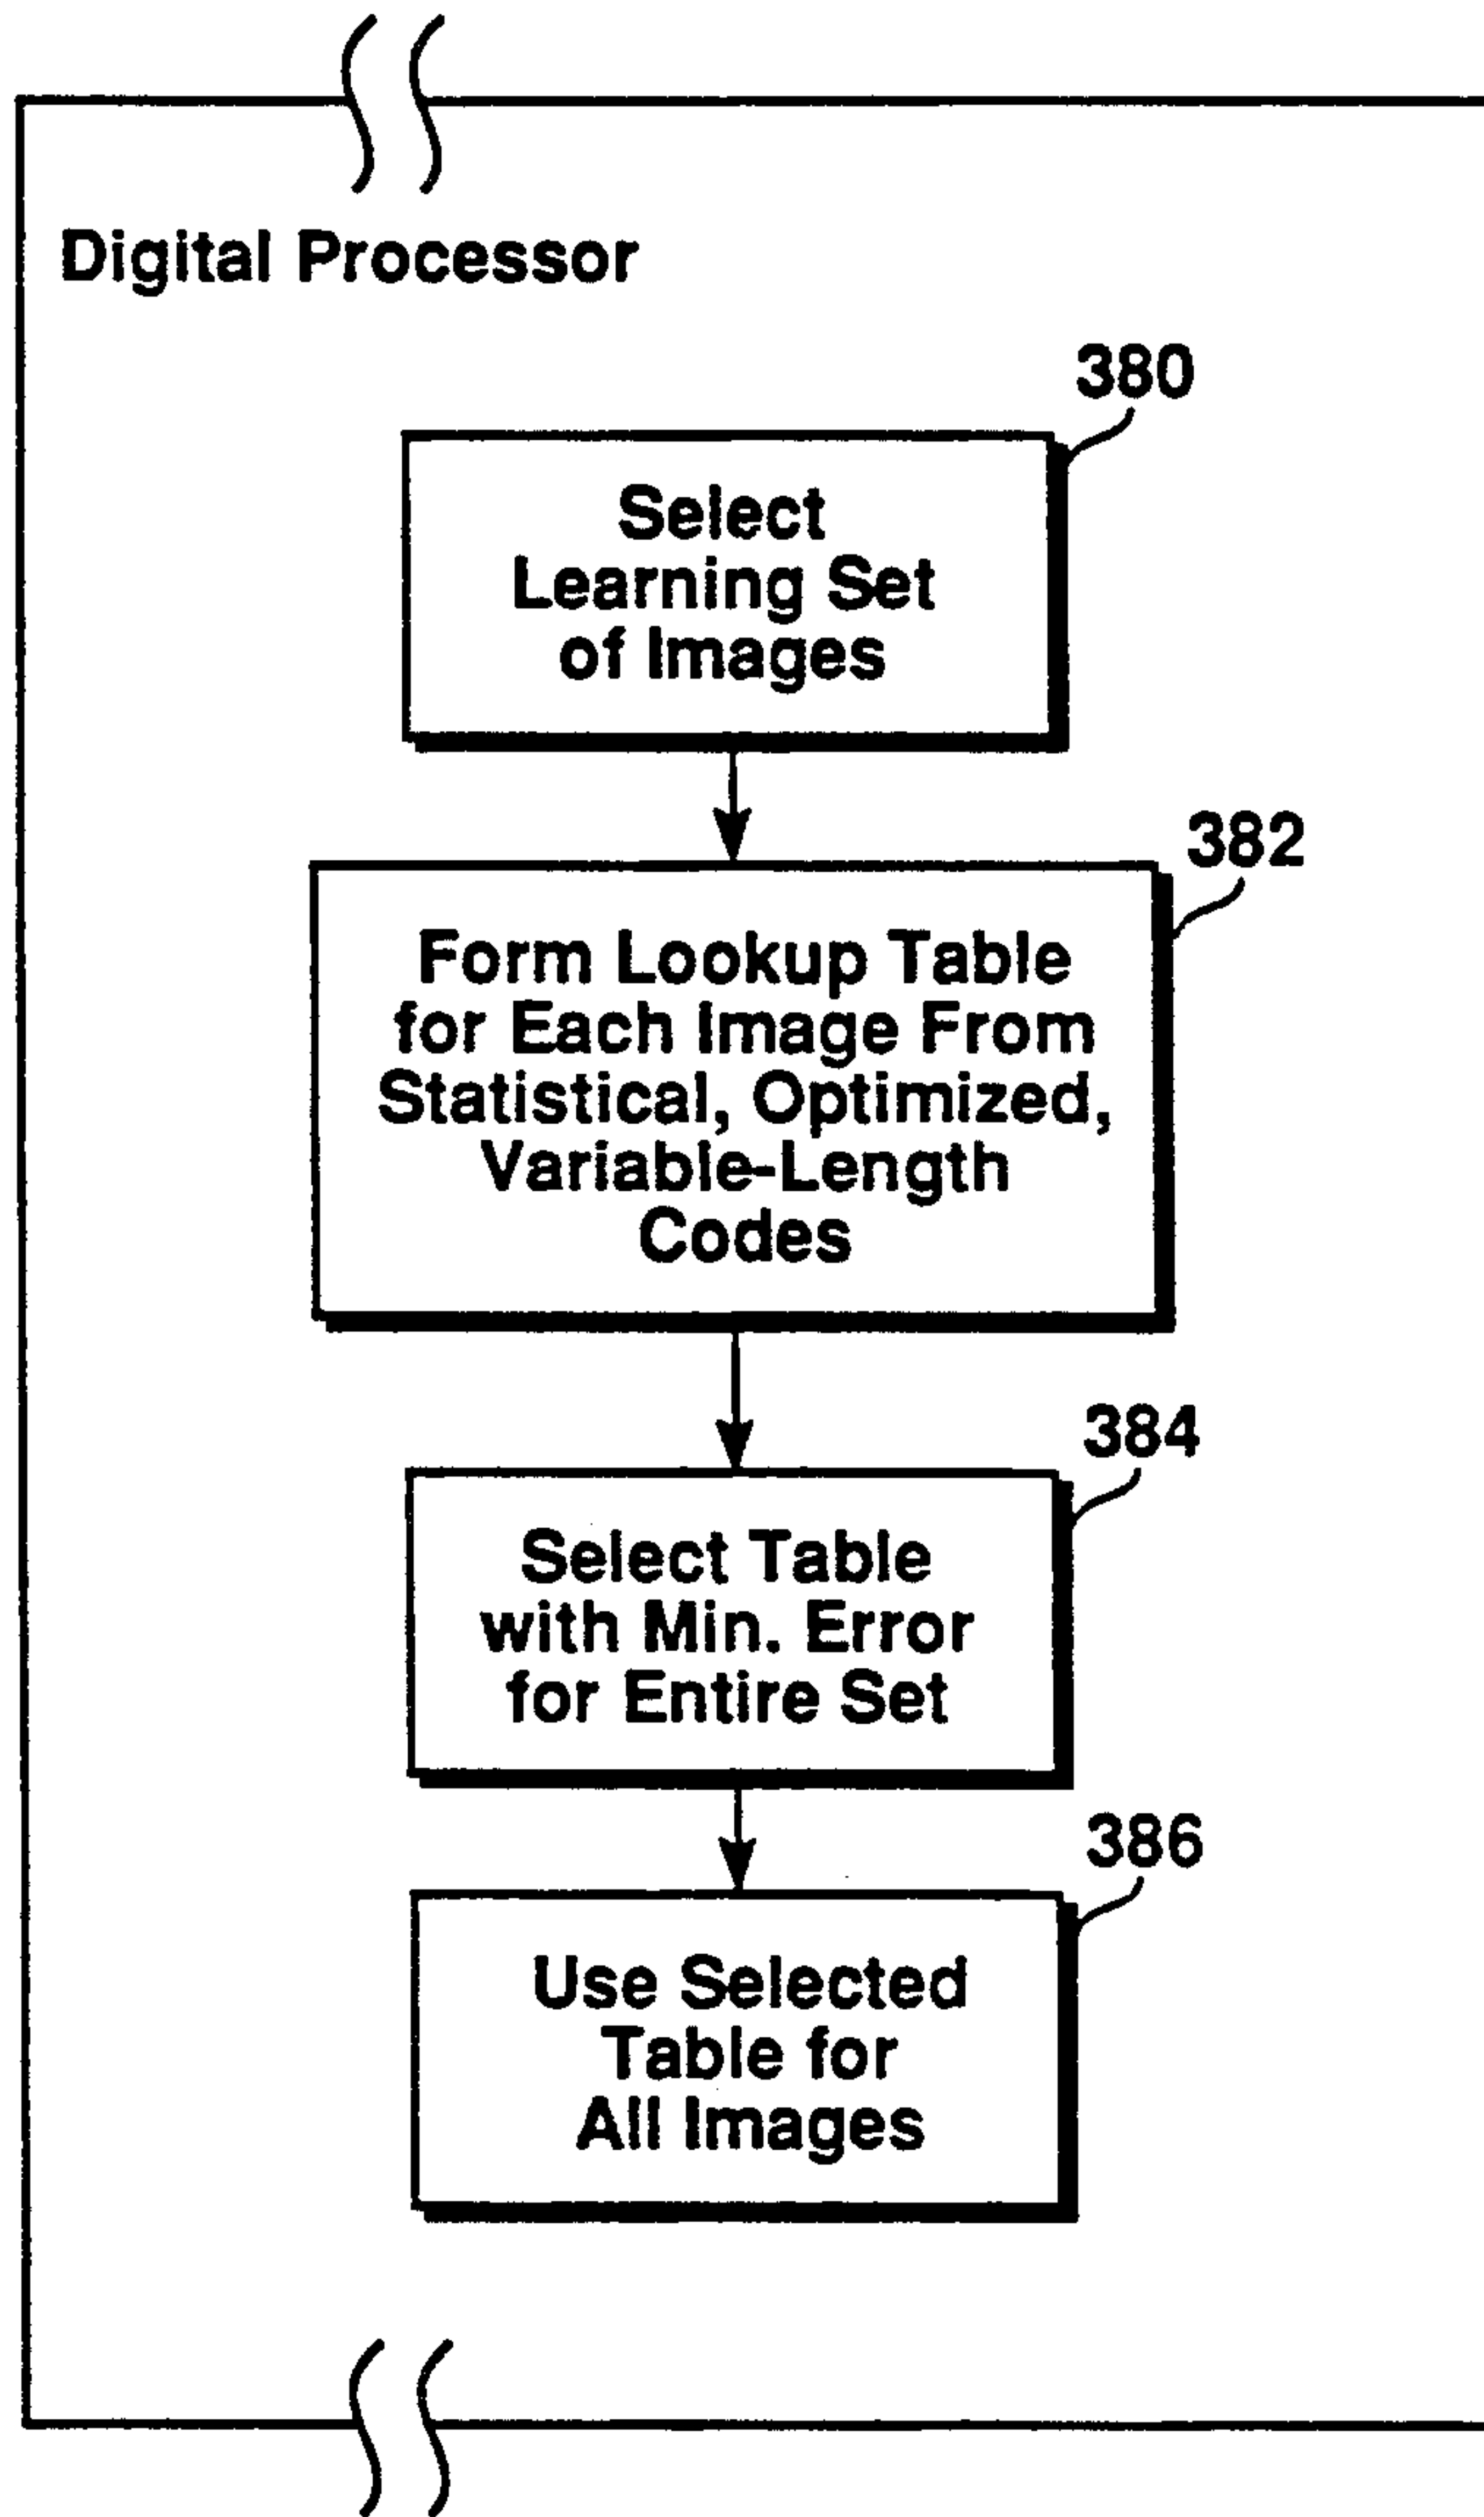 Digital Processor
380
Select
Learning Set
of Images
382
Form Lookup Table
for Each Image From
Statistical, Optimized,
Variable-Length
Codes
384
Select Table
with Min. Error
for Entire Set
386
Use Selected
Table for
All Images